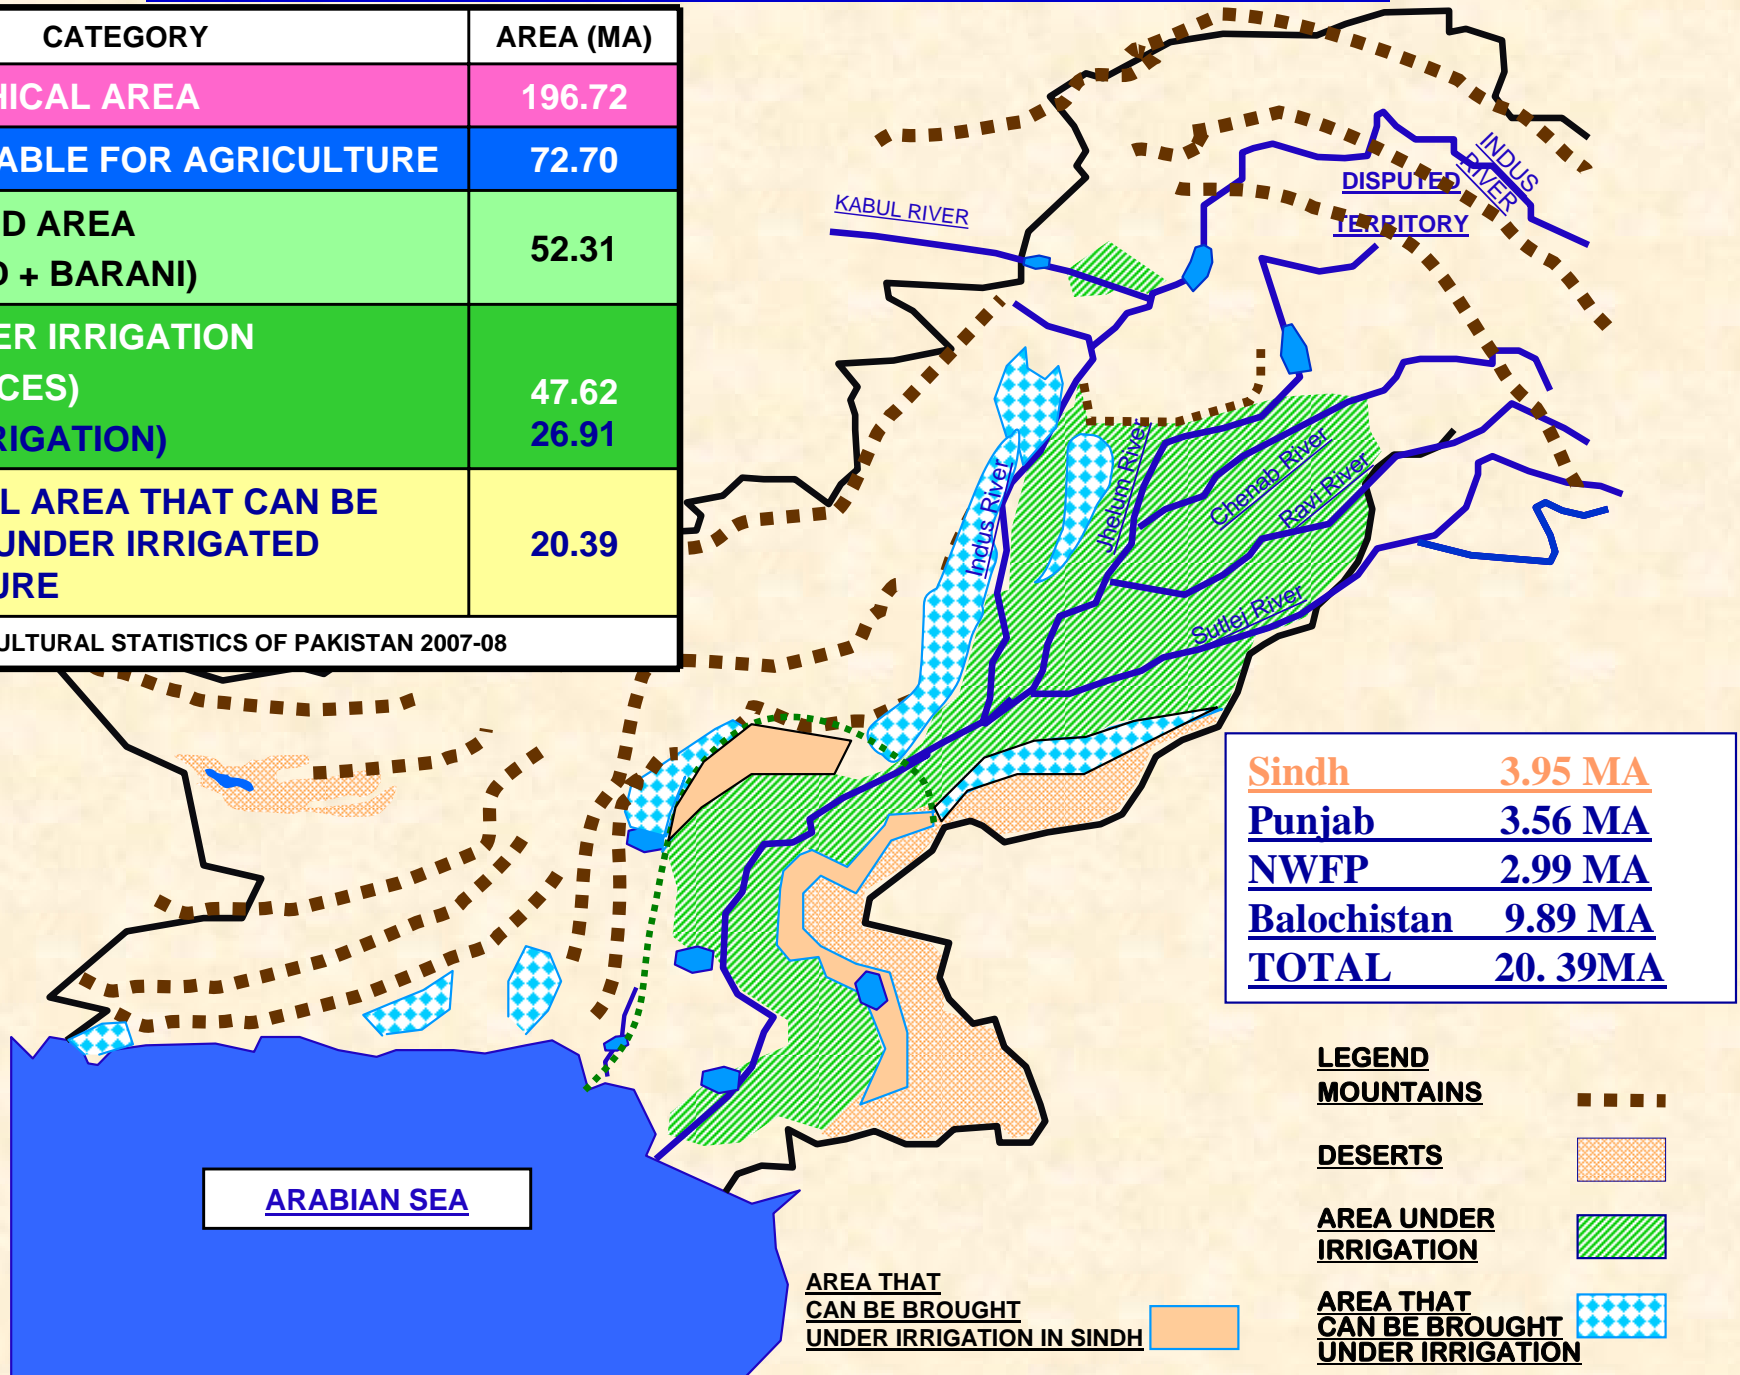 CATEGORY AREA (MA)
HICAL AREA 196.72
ABLE FOR AGRICULTURE 72.70
D AREA
D + BARANI) 52.31
ER IRRIGATION
CES) 47.62
RIGATION) 26.91
L AREA THAT CAN BE
UNDER IRRIGATED 20.39
URE
ULTURAL STATISTICS OF PAKISTAN 2007-08
KABUL RIVER
INDUS
RIVER
DISPUTED
TERRITORY
Indus River
Jhelum River
Chenab River
Ravi River
Sutlej River
Sindh 3.95 MA
Punjab 3.56 MA
NWFP 2.99 MA
Balochistan 9.89 MA
TOTAL 20. 39MA
ARABIAN SEA
LEGEND
MOUNTAINS
DESERTS
AREA UNDER
IRRIGATION
AREA THAT
CAN BE BROUGHT
UNDER IRRIGATION
AREA THAT
CAN BE BROUGHT
UNDER IRRIGATION IN SINDH